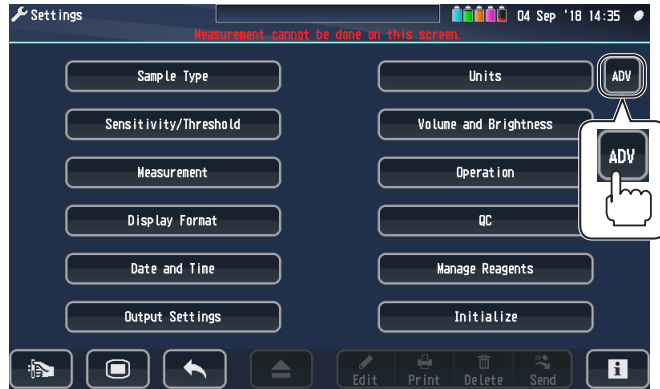 Settings
04 Sep '18 14:35
Measurement cannot be done on this screen.
Sample Type
Units
ADV
Sensitivity/Threshold
Volume and Brightness
ADV
Measurement
Operation
Display Format
QC
Date and Time
Manage Reagents
Output Settings
Initialize
Edit Print Delete Send
i